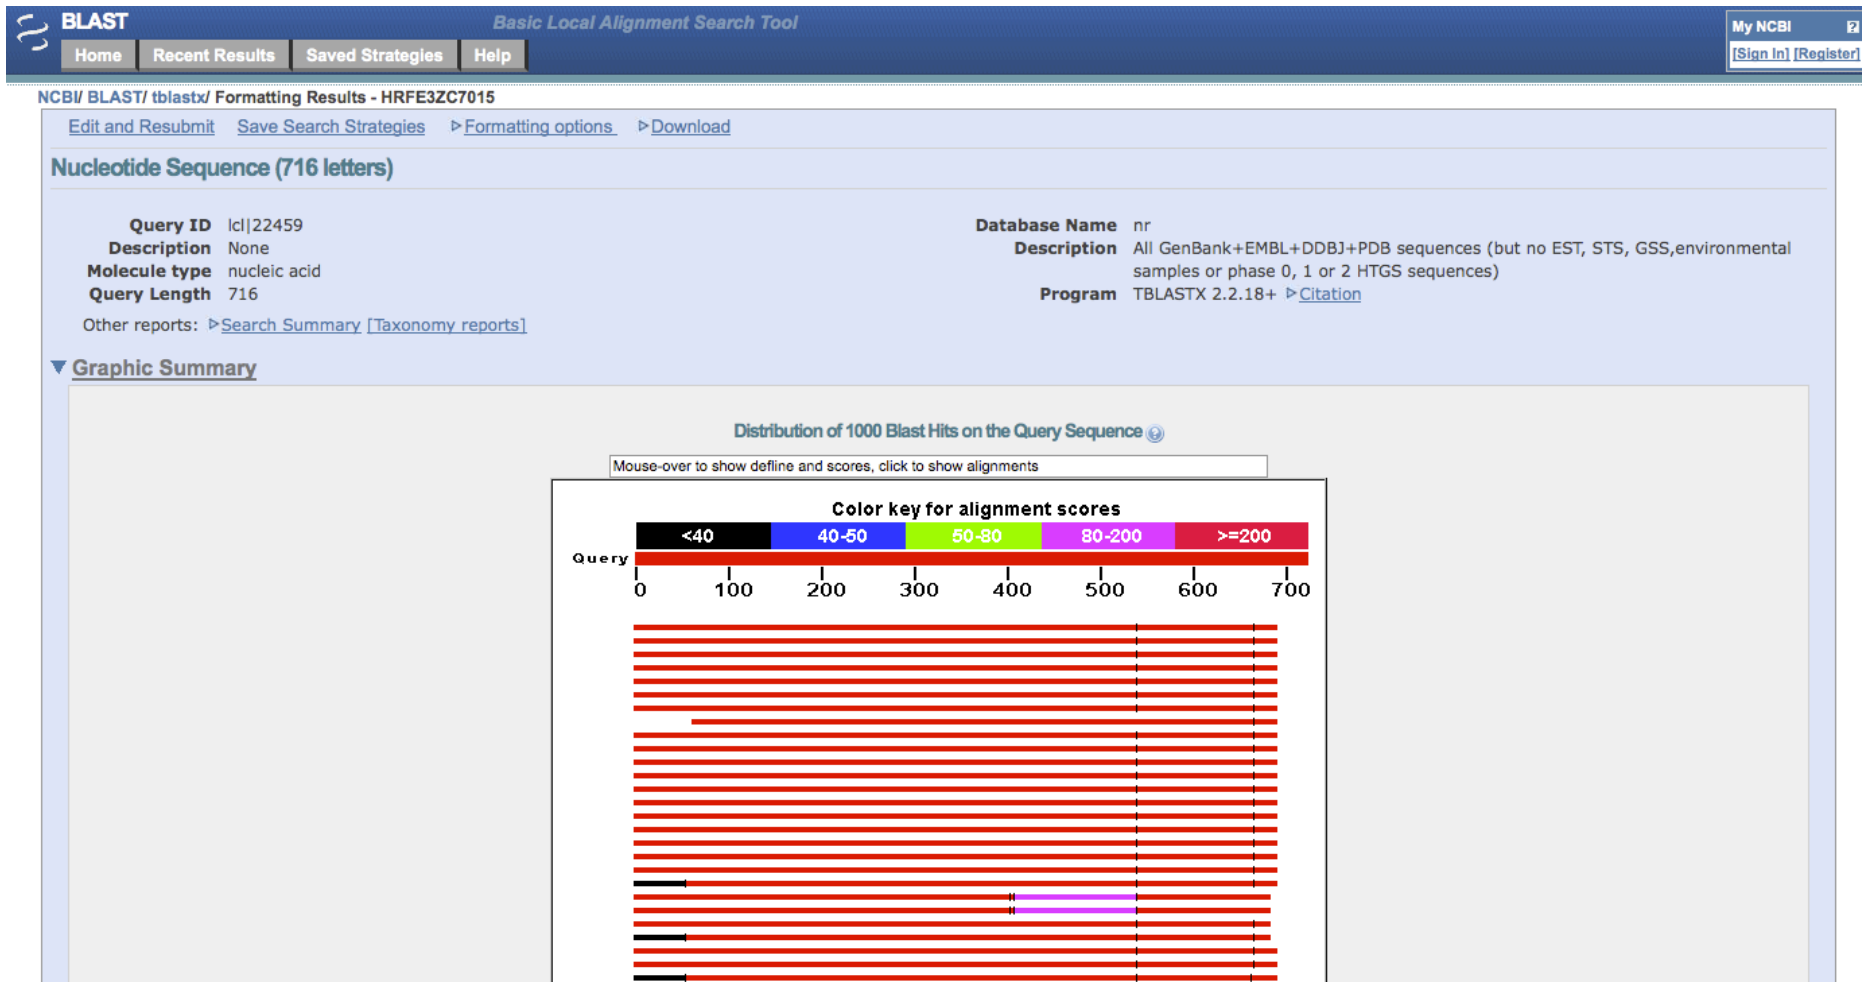 BLAST
Basic Local Alignment Search Tool
My NCBI ?
Home Recent Results Saved Strategies Help
[Sign In] [Register]
NCBI/ BLAST/ tblastx/ Formatting Results - HRFE3ZC7015
Edit and Resubmit Save Search Strategies Formatting options Download
Nucleotide Sequence (716 letters)
Query ID lcl|22459
Description None
Molecule type nucleic acid
Query Length 716
Database Name nr
Description All GenBank+EMBL+DDBJ+PDB sequences (but no EST, STS, GSS,environmental
samples or phase 0, 1 or 2 HTGS sequences)
Program TBLASTX 2.2.18+ Citation
Other reports: Search Summary [Taxonomy reports]
Graphic Summary
Distribution of 1000 Blast Hits on the Query Sequence ?
Mouse-over to show defline and scores, click to show alignments
Color key for alignment scores
<40 40-50 50-80 80-200 >=200
Query
0 100 200 300 400 500 600 700